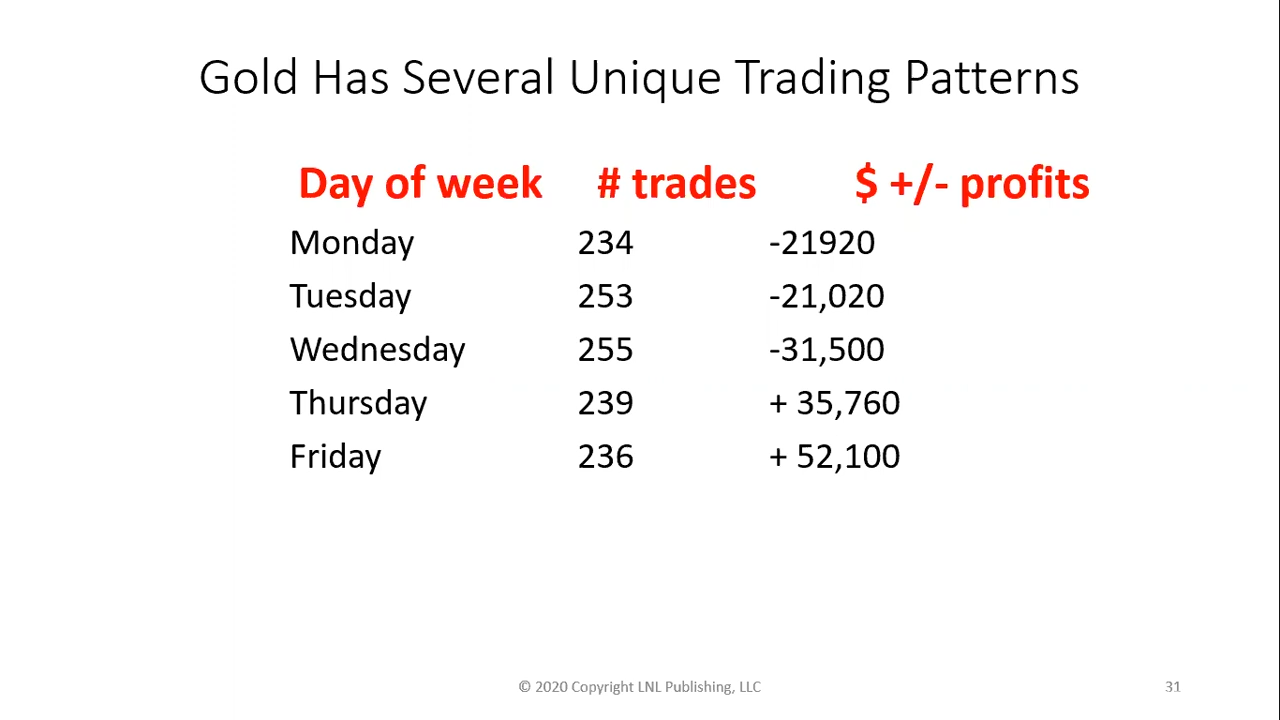 Gold Has Several Unique Trading Patterns
Day of week # trades $ +/- profits
Monday 234 -21920
Tuesday 253 -21,020
Wednesday 255 -31,500
Thursday 239 + 35,760
Friday 236 + 52,100
© 2020 Copyright LNL Publishing, LLC 31